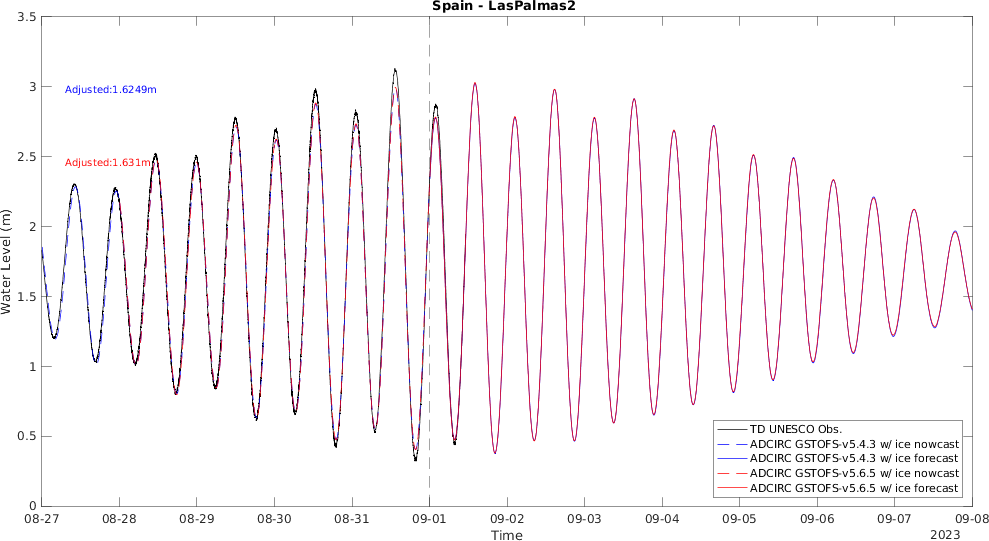 Spain - LasPalmas2
3.5
3
2.5
2
1.5
1
0.5
0
Water Level (m)
Adjusted:1.6249m
Adjusted:1.631m
TD UNESCO Obs.
ADCIRC GSTOFS-v5.4.3 w/ ice nowcast
ADCIRC GSTOFS-v5.4.3 w/ ice forecast
ADCIRC GSTOFS-v5.6.5 w/ ice nowcast
ADCIRC GSTOFS-v5.6.5 w/ ice forecast
08-27 08-28 08-29 08-30 08-31 09-01 09-02 09-03 09-04 09-05 09-06 09-07 09-08
Time
2023